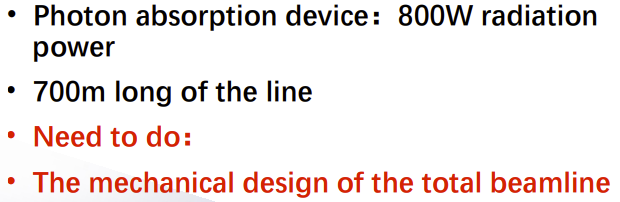 • Photon absorption device：800W radiation
power
• 700m long of the line
• Need to do：
• The mechanical design of the total beamline